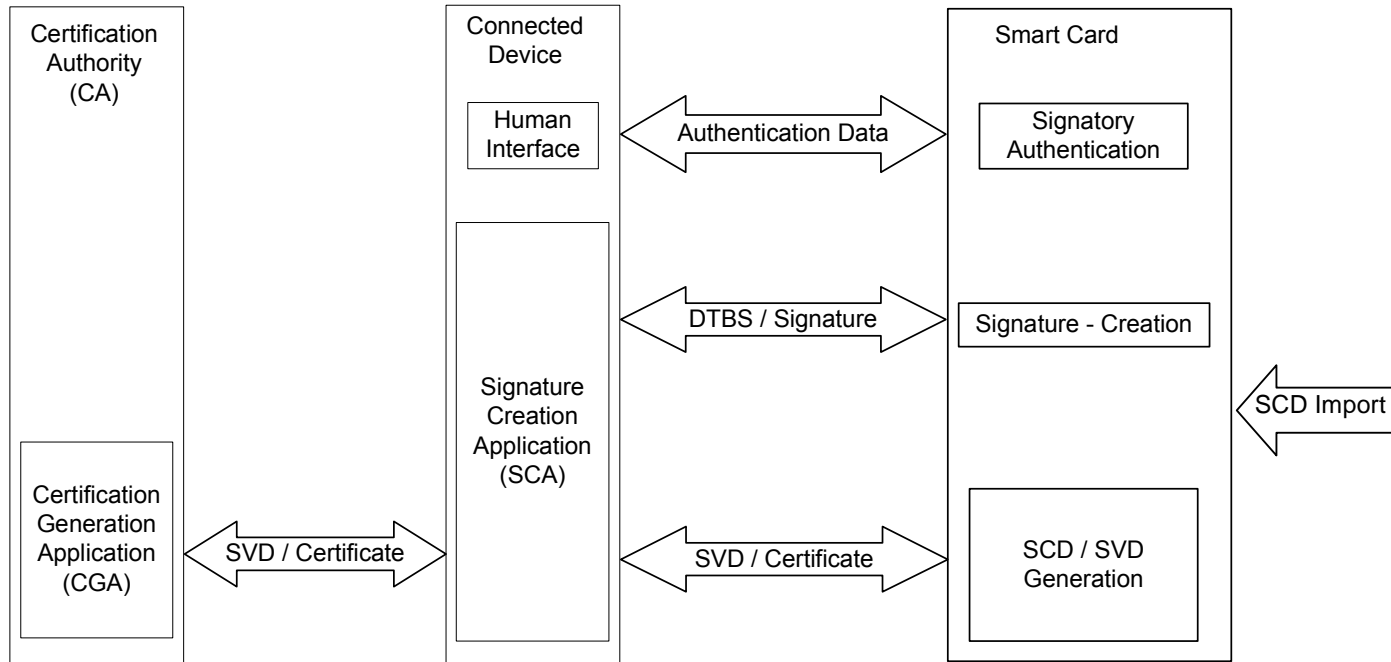 Certification
Authority
(CA)
Connected
Device
Smart Card
Human
Interface
Authentication Data
Signatory
Authentication
DTBS / Signature
Signature - Creation
Signature
Creation
Application
(SCA)
SCD Import
Certification
Generation
Application
(CGA)
SVD / Certificate
SVD / Certificate
SCD / SVD
Generation